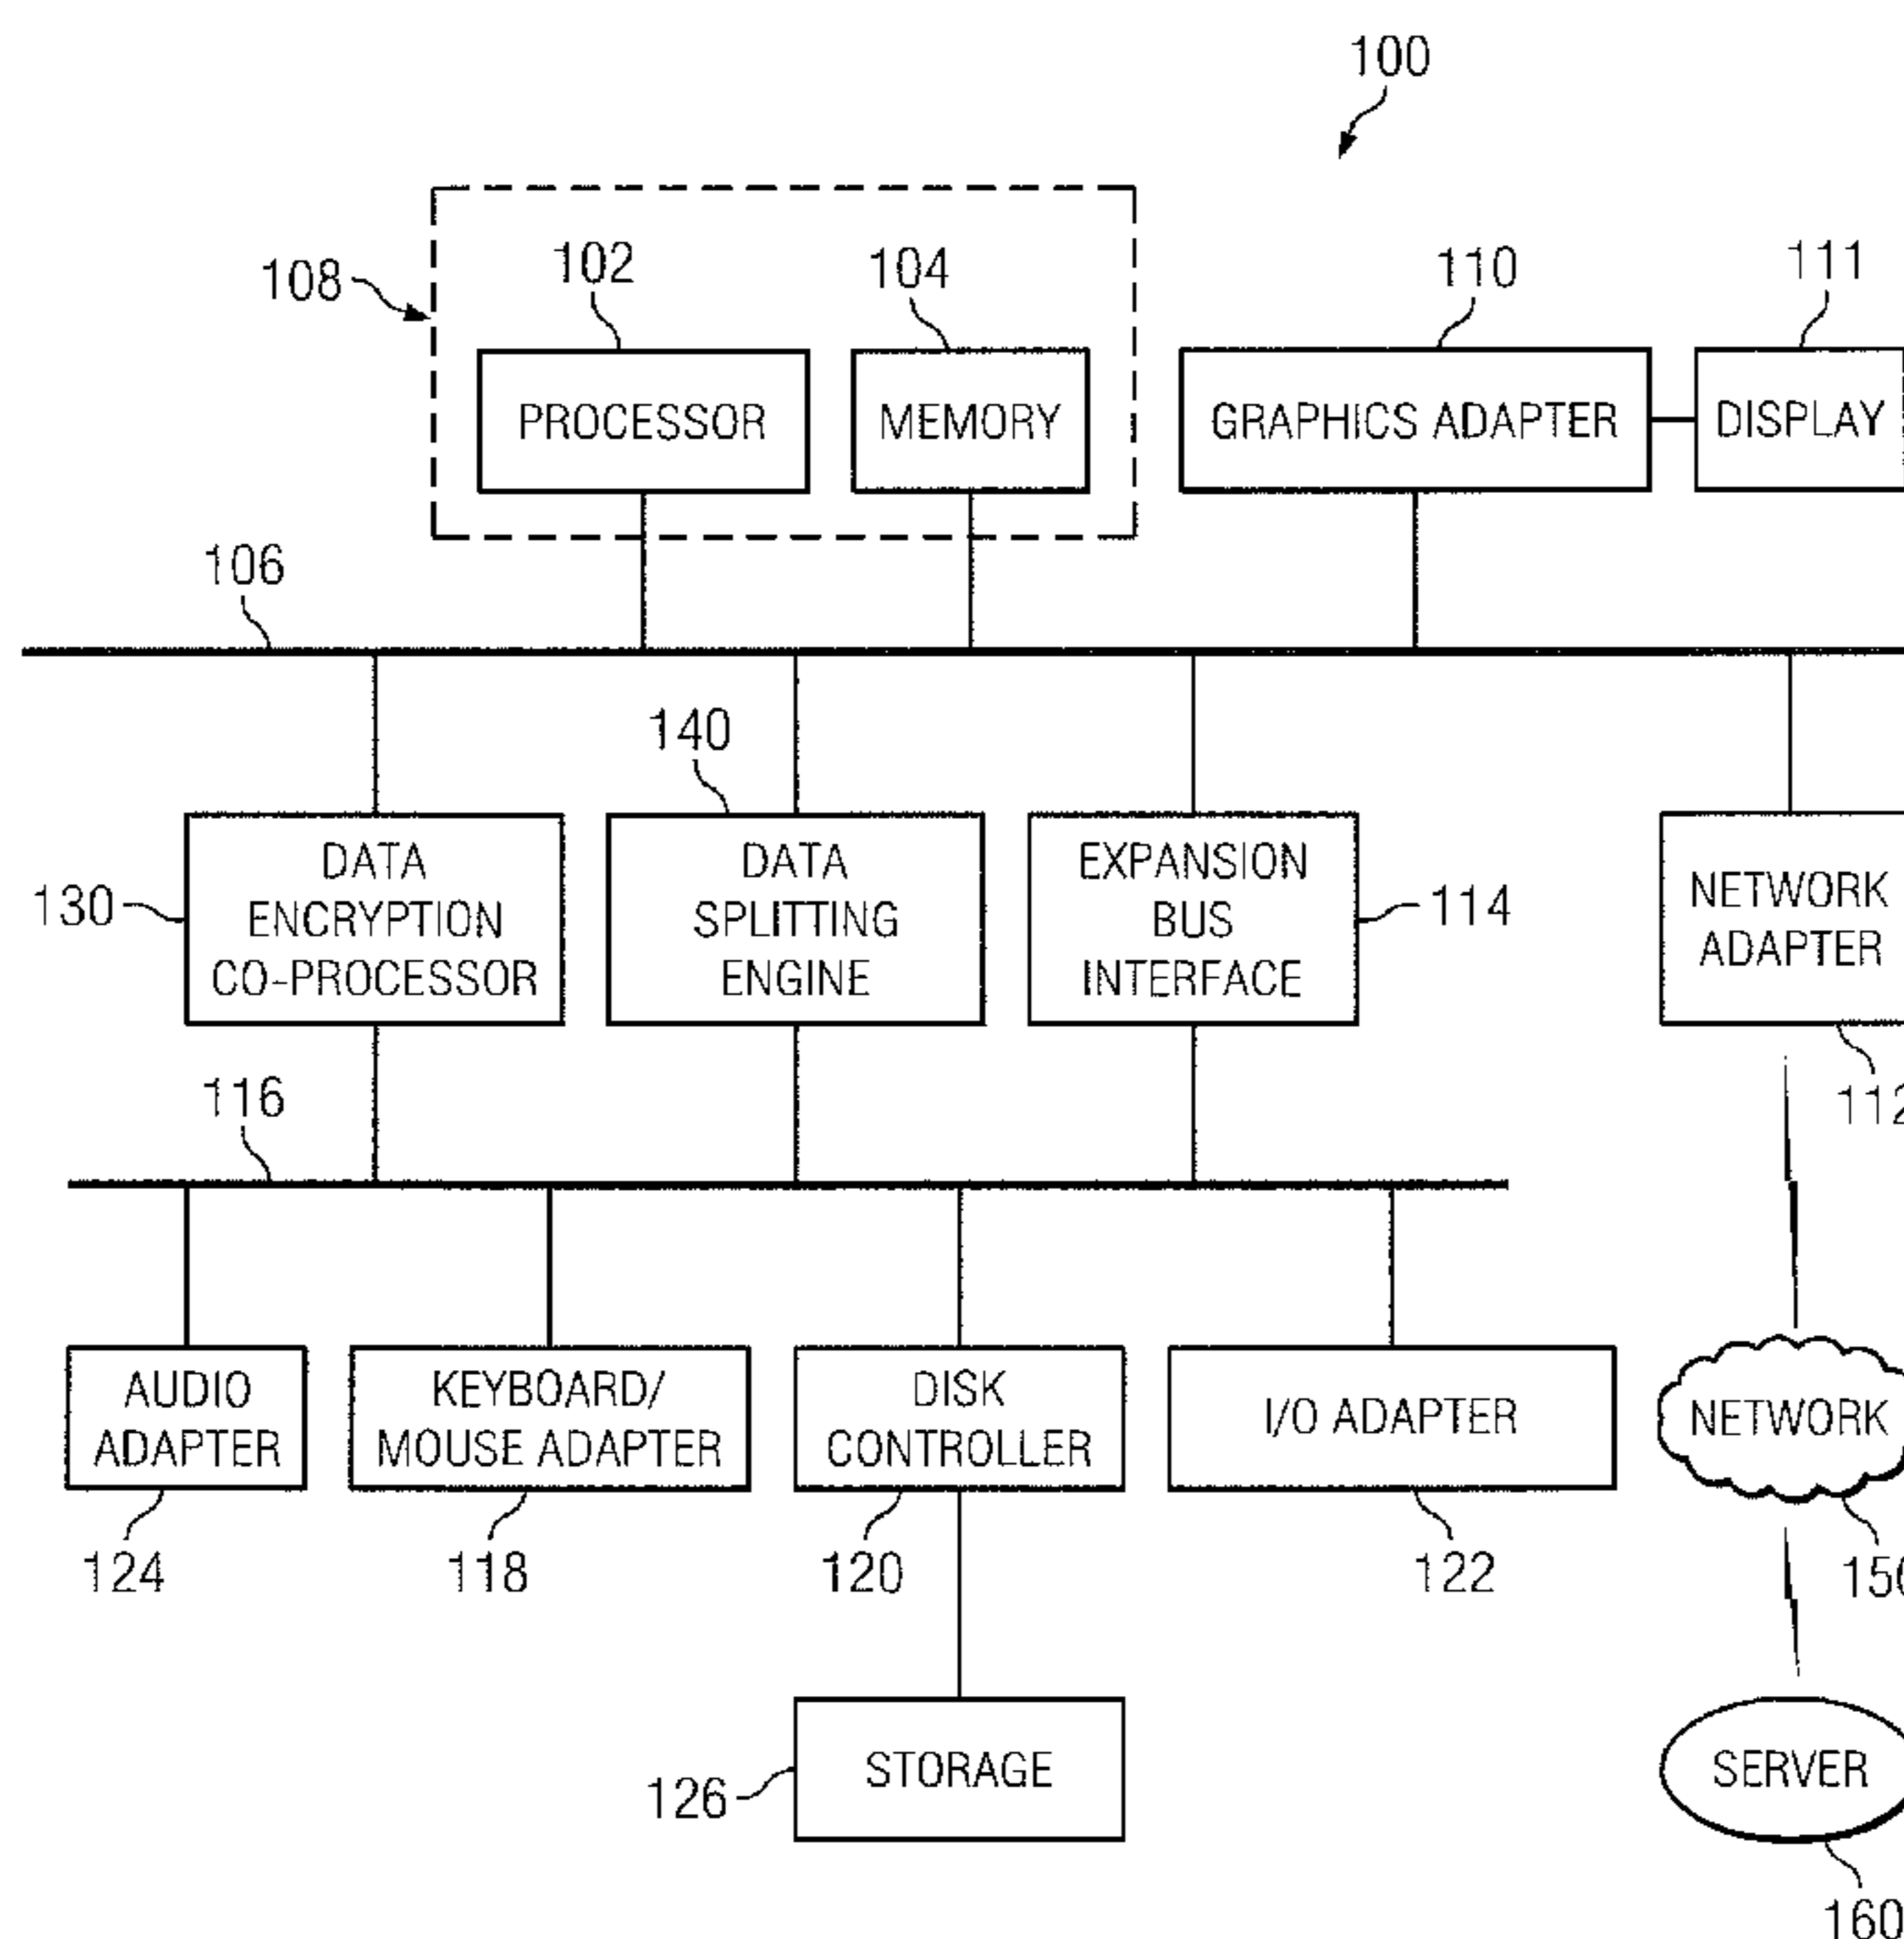 100
108
102
104
110
111
PROCESSOR
MEMORY
GRAPHICS ADAPTER
DISPLAY
106
140
DATA
ENCRYPTION
CO-PROCESSOR
DATA
SPLITTING
ENGINE
EXPANSION
BUS
INTERFACE
NETWORK
ADAPTER
130
114
116
112
AUDIO
ADAPTER
KEYBOARD/
MOUSE ADAPTER
DISK
CONTROLLER
I/O ADAPTER
NETWORK
124
118
120
122
STORAGE
126
SERVER
160